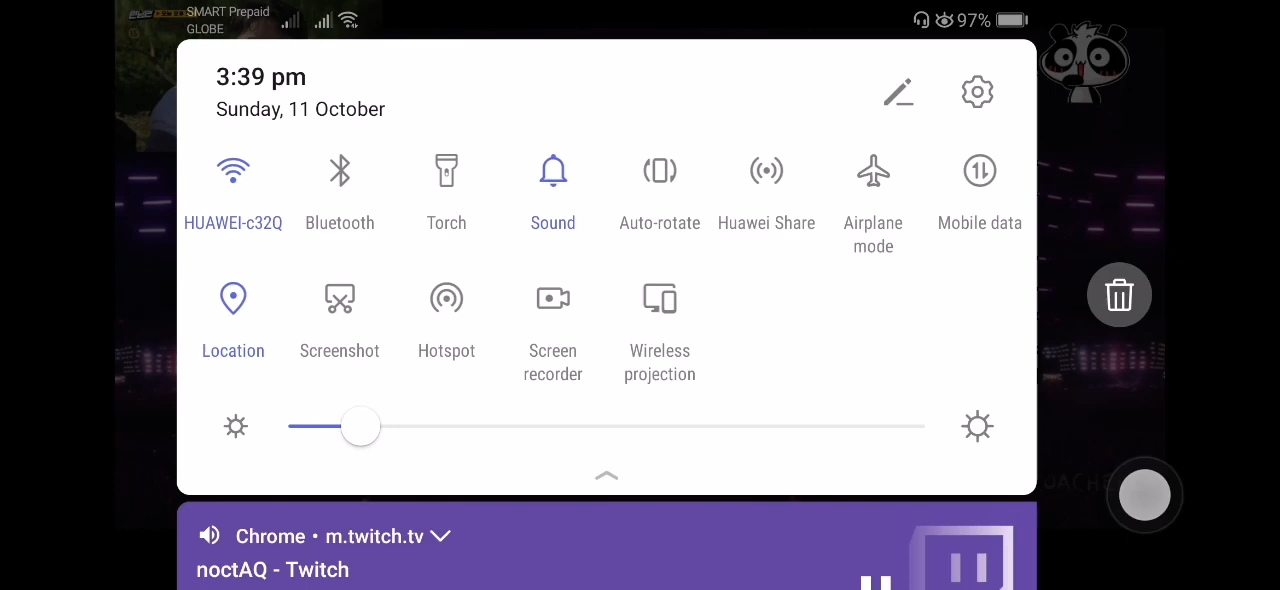 SMART Prepaid
GLOBE
97%
3:39 pm
Sunday, 11 October
HUAWEI-c32Q
Bluetooth
Torch
Sound
Auto-rotate
Huawei Share
Airplane
mode
Mobile data
Location
Screenshot
Hotspot
Screen
recorder
Wireless
projection
Chrome • m.twitch.tv
noctAQ - Twitch